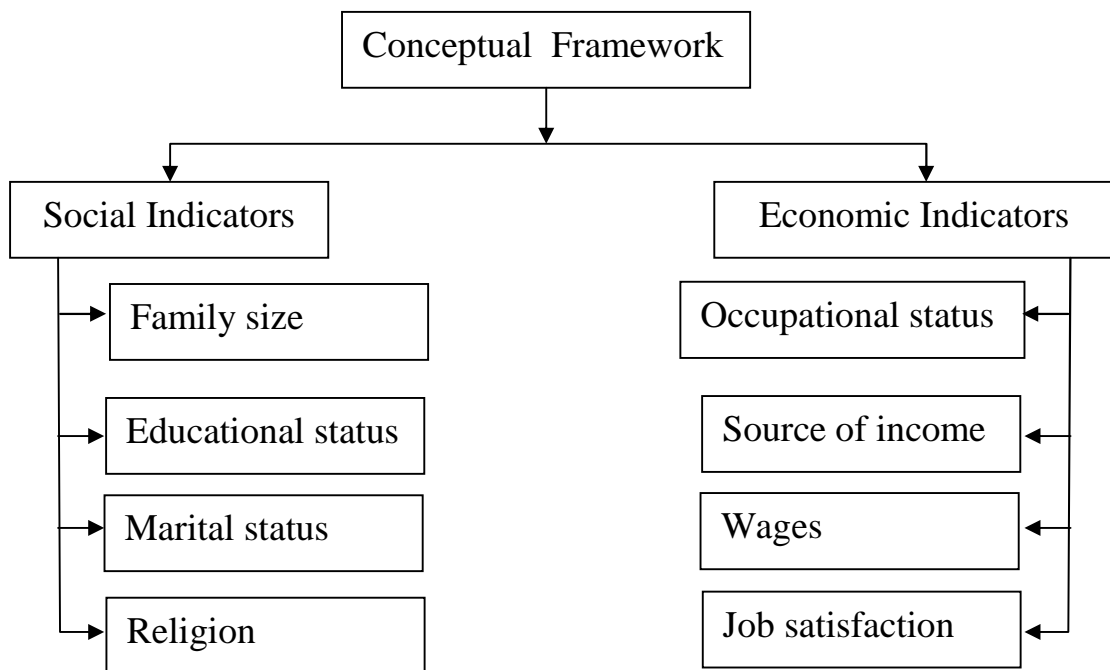 Conceptual Framework
Social Indicators
Economic Indicators
Family size
Occupational status
Educational status
Source of income
Marital status
Wages
Religion
Job satisfaction